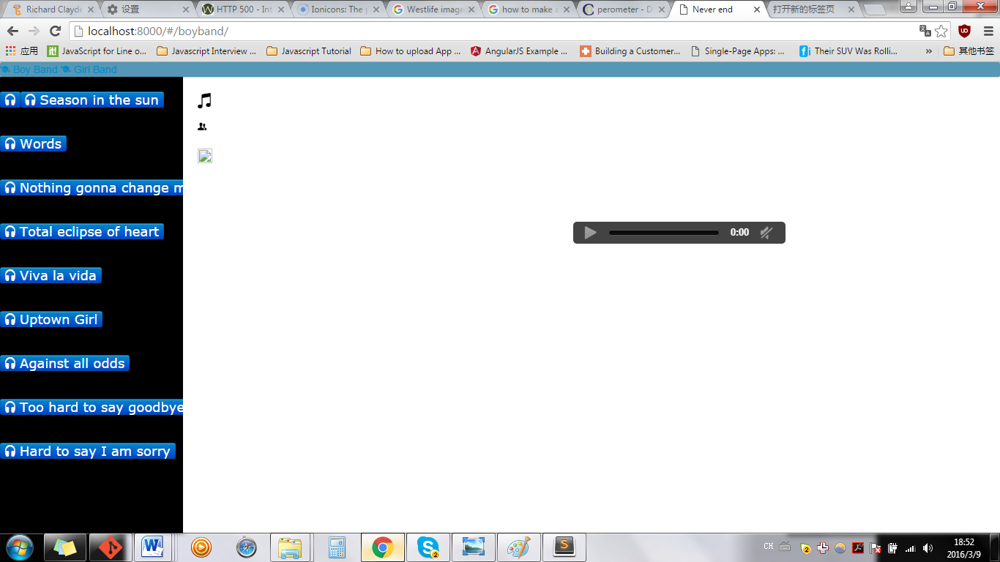 Richard Clayde
设置
HTTP 500 - Int
Ionicons: The p
Westlife image
how to make a
perometer - D
Never end
打开新的标签页
localhost:8000/#/boyband/
应用
JavaScript for Line o...
Javascript Interview ...
Javascript Tutorial
How to upload App ...
AngularJS Example ...
Building a Customer...
Single-Page Apps: ...
Their SUV Was Rolli...
»
其他书签
Boy Band Girl Band
Season in the sun
Words
Nothing gonna change m
Total eclipse of heart
Viva la vida
Uptown Girl
Against all odds
Too hard to say goodbye
Hard to say I am sorry
0:00
CH
18:52
2016/3/9